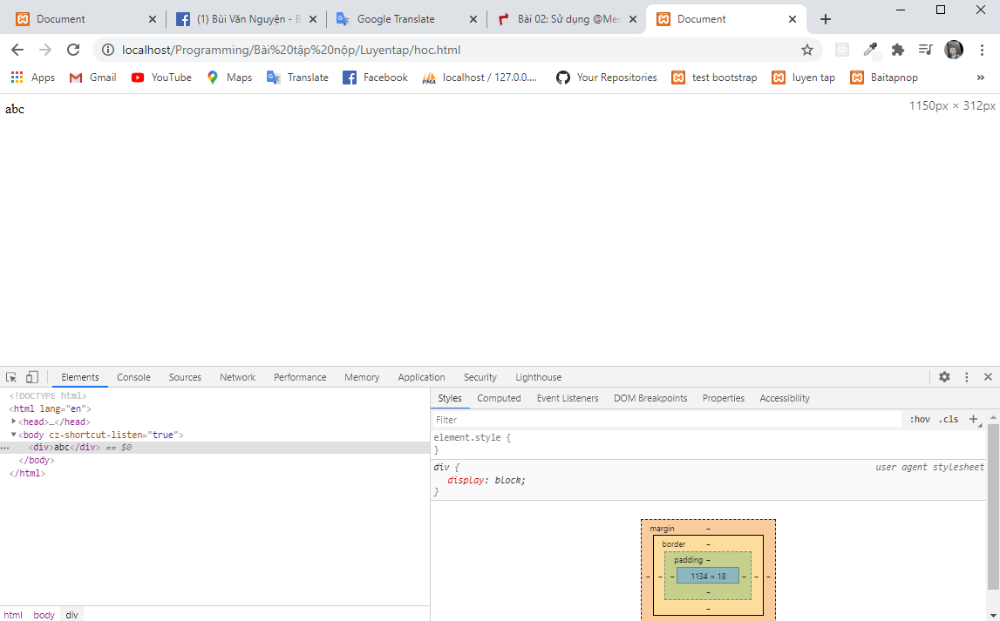 Document
(1) Bùi Văn Nguyện - B
Google Translate
Bài 02: Sử dụng @Med
Document
localhost/Programming/Bài%20tập%20nộp/Luyentap/hoc.html
Apps Gmail YouTube Maps Translate Facebook localhost / 127.0.0.... Your Repositories test bootstrap luyen tap Baitapnop »
abc
1150px × 312px
Elements Console Sources Network Performance Memory Application Security Lighthouse
<!DOCTYPE html>
<html lang="en">
<head>…</head>
<body cz-shortcut-listen="true">
<div>abc</div> == $0
</body>
</html>
html body div
Styles Computed Event Listeners DOM Breakpoints Properties Accessibility
Filter :hov .cls +
element.style {
}
div { user agent stylesheet
display: block;
}
margin –
border –
padding –
– – – 1134 × 18 – – –
–
–